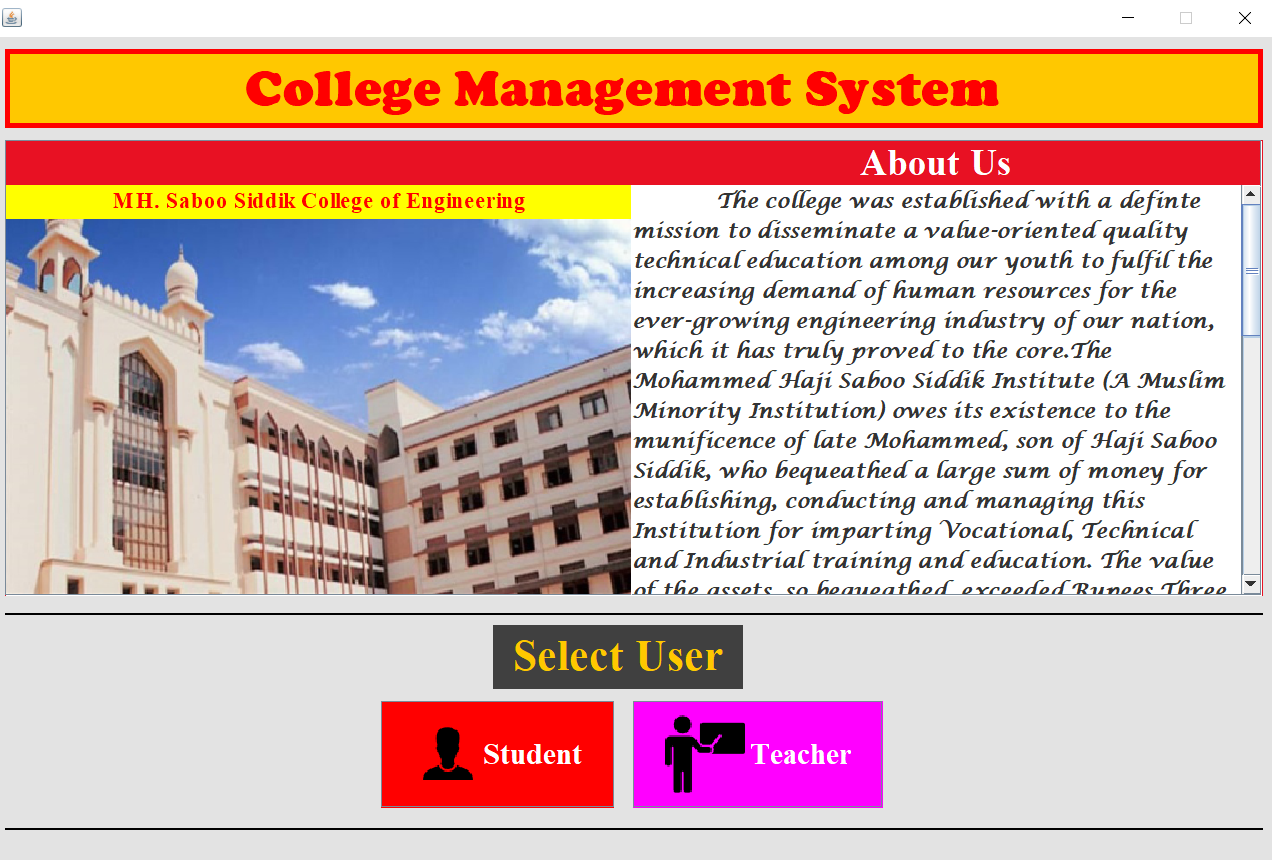 College Management System
About Us
MH. Saboo Siddik College of Engineering
The college was established with a definte
mission to disseminate a value-oriented quality
technical education among our youth to fulfil the
increasing demand of human resources for the
ever-growing engineering industry of our nation,
which it has truly proved to the core.The
Mohammed Haji Saboo Siddik Institute (A Muslim
Minority Institution) owes its existence to the
munificence of late Mohammed, son of Haji Saboo
Siddik, who bequeathed a large sum of money for
establishing, conducting and managing this
Institution for imparting Vocational, Technical
and Industrial training and education. The value
of the assets, so bequeathed, exceeded Rupees Three
Select User
Student
Teacher